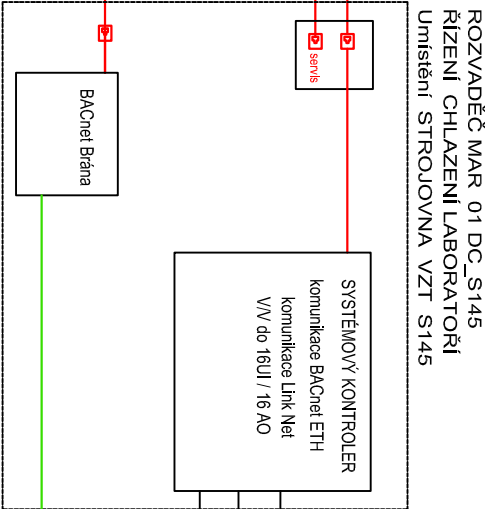 ROZVADĚČ MAR 01 DC_S145
ŘÍZENÍ CHLAZENÍ LABORATOŘÍ
Umístění STROJOVNA VZT S145
servis
SYSTÉMOVÝ KONTROLER
komunikace BACnet ETH
komunikace Link Net
V/V do 16UI / 16 AO
BACnet Brána